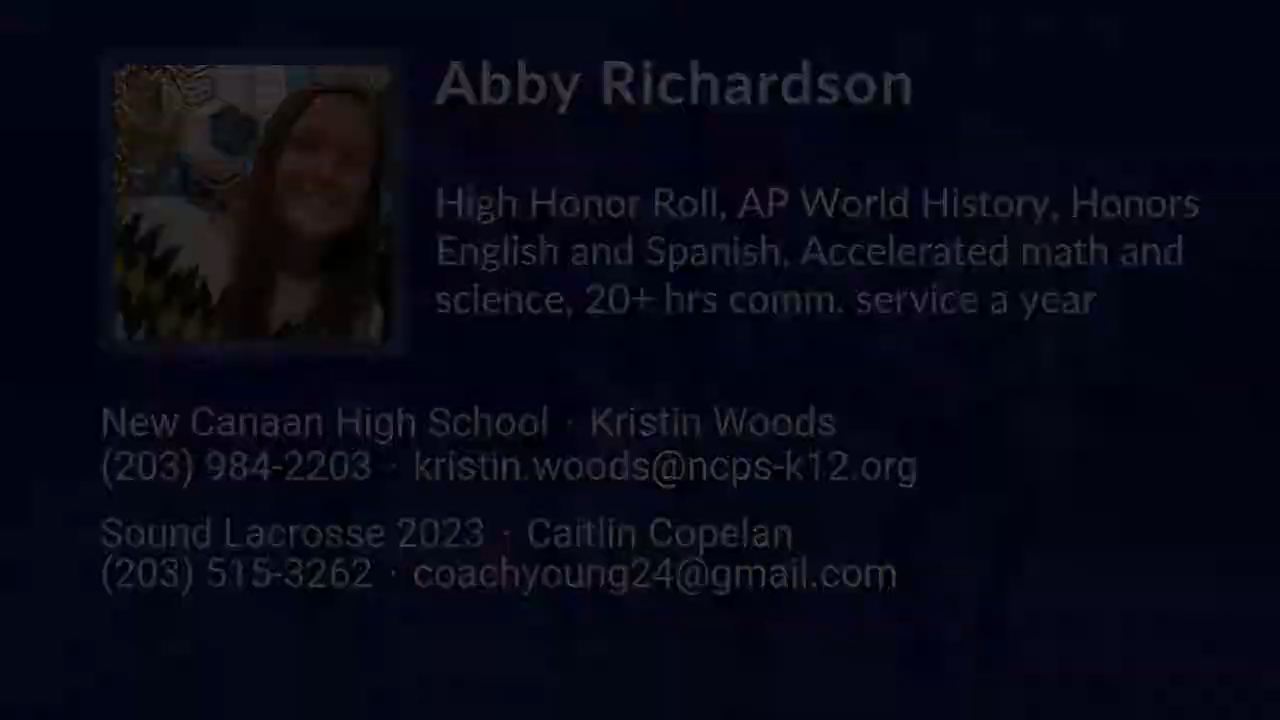 Abby Richardson
High Honor Roll, AP World History, Honors
English and Spanish, Accelerated math and
science, 20+ hrs comm. service a year
New Canaan High School · Kristin Woods
(203) 984-2203 · kristin.woods@ncps-k12.org
Sound Lacrosse 2023 · Caitlin Copelan
(203) 515-3262 · coachyoung24@gmail.com